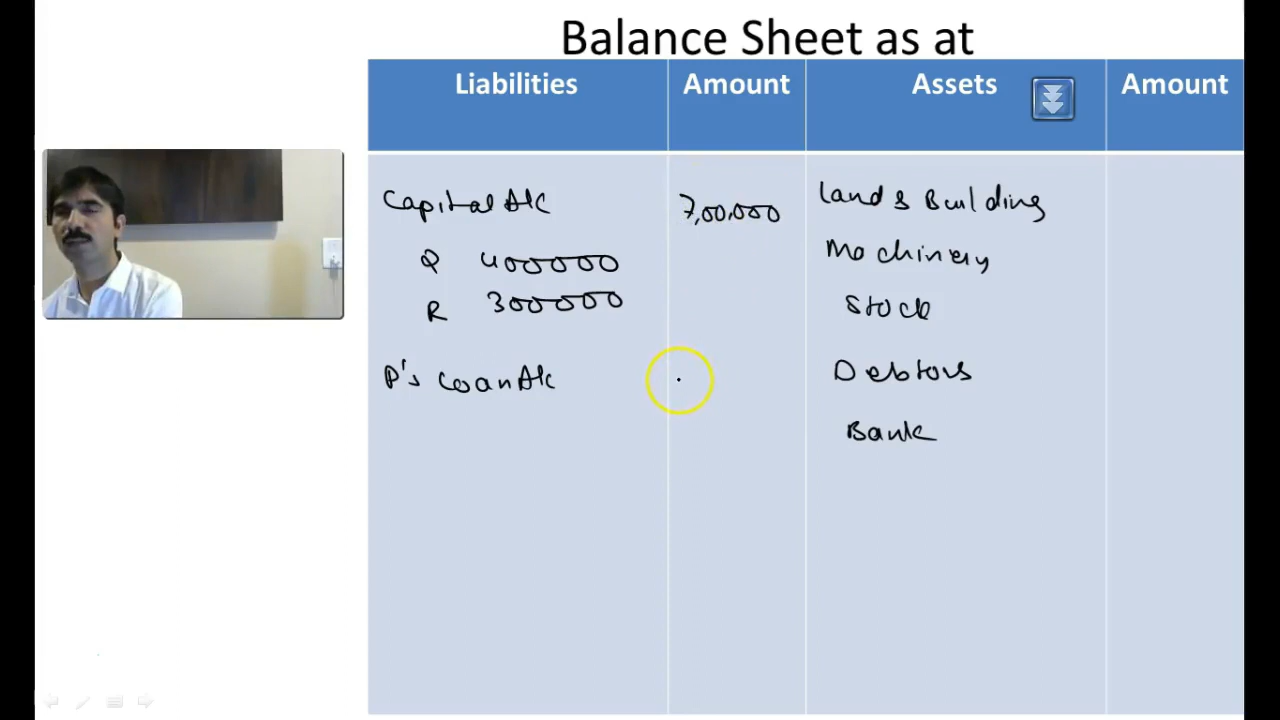 Balance Sheet as at
Liabilities Amount Assets Amount
Capital A/c 7,00,000 Land & Building
Q 400000 Machinery
R 300000 Stock
P's Loan A/c Debtors
Bank